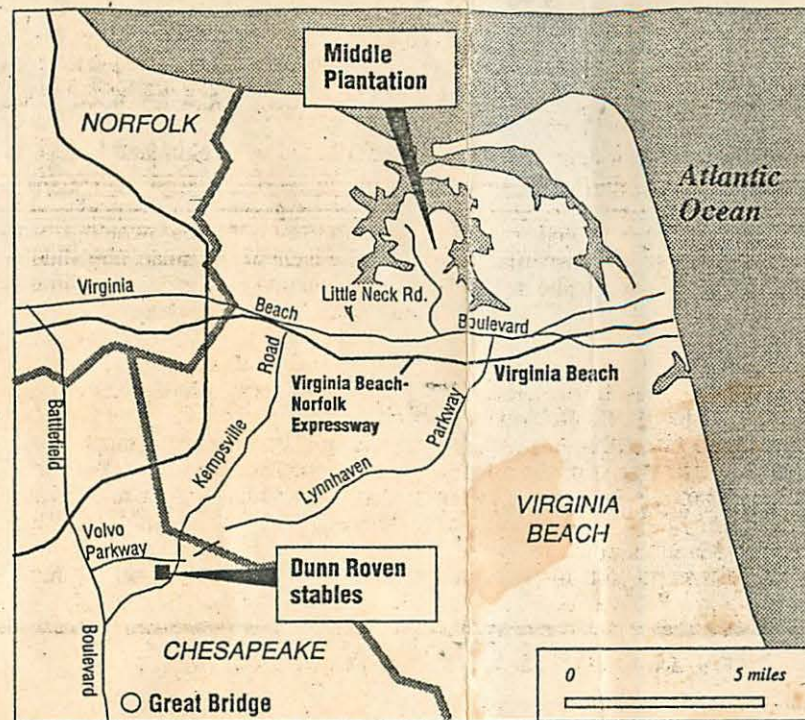 Middle
Plantation
NORFOLK
Atlantic
Ocean
Virginia
Beach
Little Neck Rd.
Boulevard
Road
Virginia Beach-
Norfolk
Expressway
Virginia Beach
Parkway
Battlefield
Kempsville
Lynnhaven
VIRGINIA
BEACH
Volvo
Parkway
Dunn Roven
stables
Boulevard
CHESAPEAKE
Great Bridge
0 5 miles